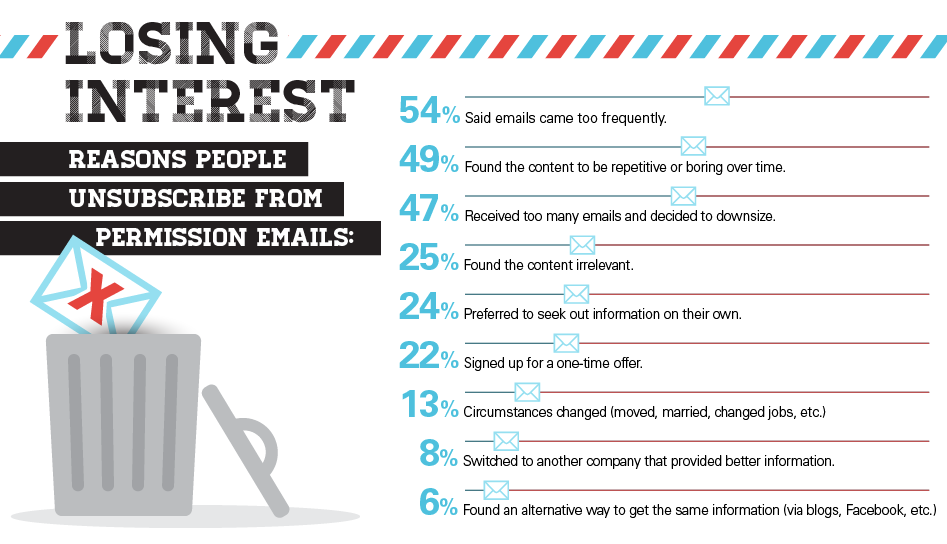 LOSING
INTEREST
REASONS PEOPLE
UNSUBSCRIBE FROM
PERMISSION EMAILS:
X
54% Said emails came too frequently.
49% Found the content to be repetitive or boring over time.
47% Received too many emails and decided to downsize.
25% Found the content irrelevant.
24% Preferred to seek out information on their own.
22% Signed up for a one-time offer.
13% Circumstances changed (moved, married, changed jobs, etc.)
8% Switched to another company that provided better information.
6% Found an alternative way to get the same information (via blogs, Facebook, etc.)